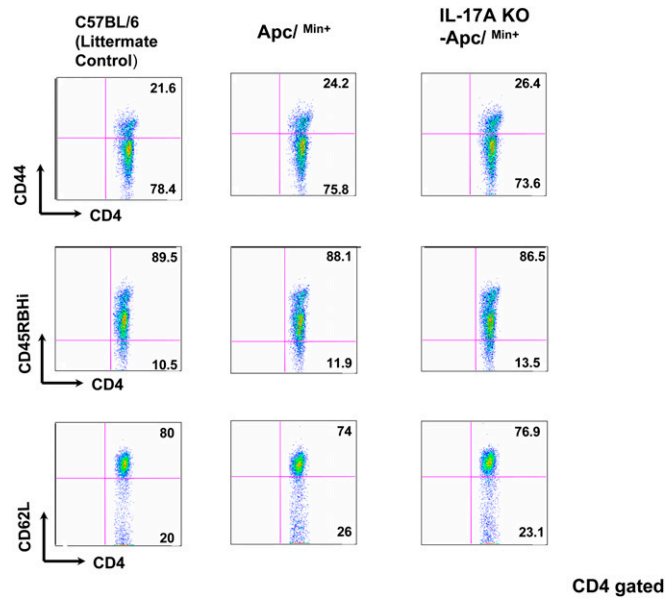 C57BL/6
(Littermate
Control)
Apc/ Min+
IL-17A KO
-Apc/ Min+
21.6
78.4
24.2
75.8
26.4
73.6
CD44
CD4
89.5
10.5
88.1
11.9
86.5
13.5
CD45RBHi
CD4
80
20
74
26
76.9
23.1
CD62L
CD4
CD4 gated